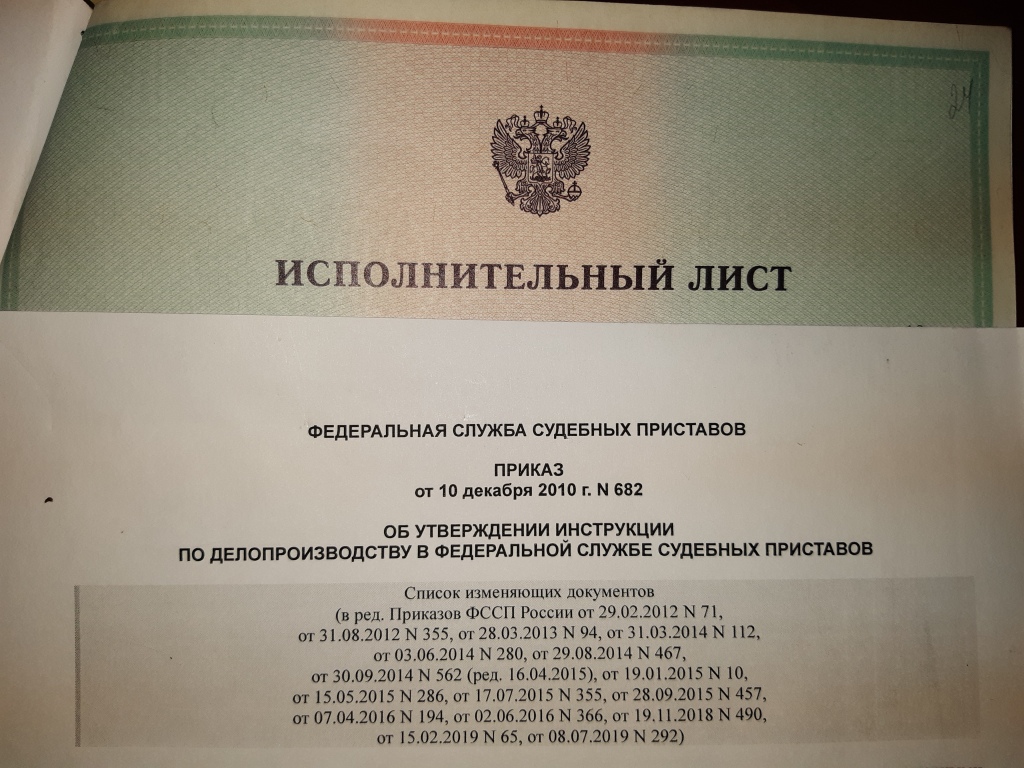 24
ИСПОЛНИТЕЛЬНЫЙ ЛИСТ
ФЕДЕРАЛЬНАЯ СЛУЖБА СУДЕБНЫХ ПРИСТАВОВ
ПРИКАЗ
от 10 декабря 2010 г. N 682
ОБ УТВЕРЖДЕНИИ ИНСТРУКЦИИ
ПО ДЕЛОПРОИЗВОДСТВУ В ФЕДЕРАЛЬНОЙ СЛУЖБЕ СУДЕБНЫХ ПРИСТАВОВ
Список изменяющих документов
(в ред. Приказов ФССП России от 29.02.2012 N 71,
от 31.08.2012 N 355, от 28.03.2013 N 94, от 31.03.2014 N 112,
от 03.06.2014 N 280, от 29.08.2014 N 467,
от 30.09.2014 N 562 (ред. 16.04.2015), от 19.01.2015 N 10,
от 15.05.2015 N 286, от 17.07.2015 N 355, от 28.09.2015 N 457,
от 07.04.2016 N 194, от 02.06.2016 N 366, от 19.11.2018 N 490,
от 15.02.2019 N 65, от 08.07.2019 N 292)